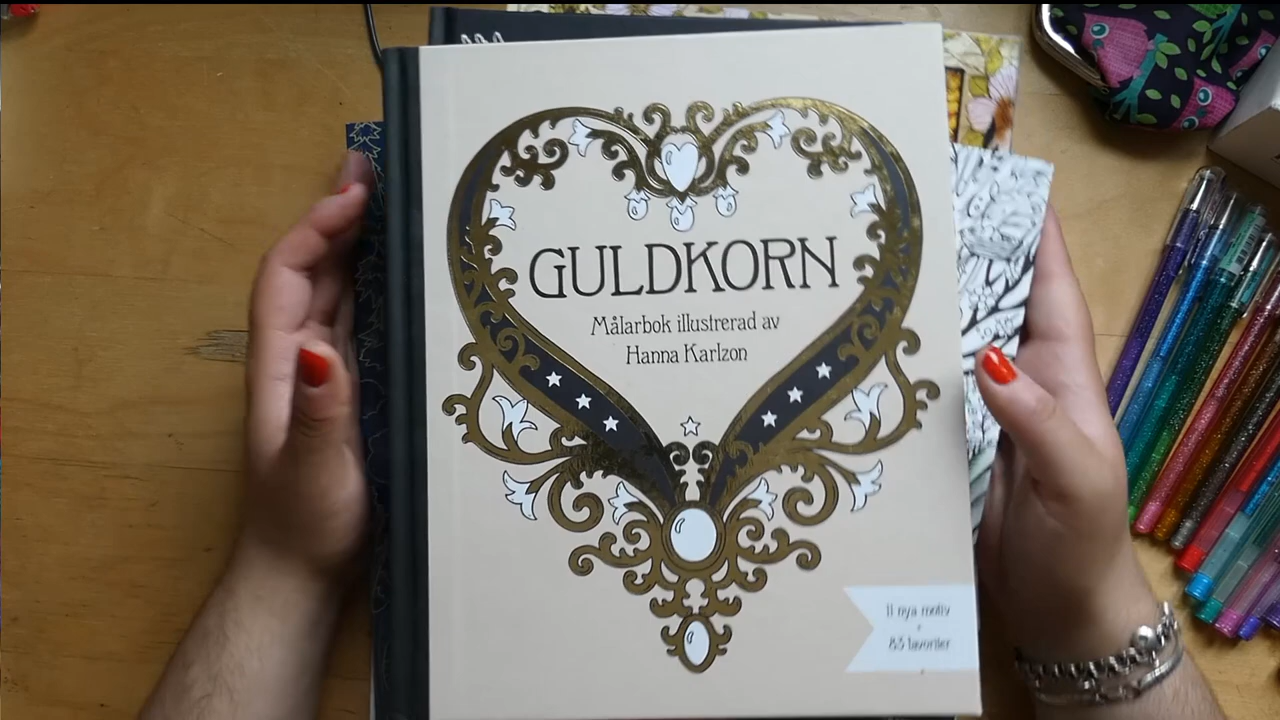 GULDKORN
Målarbok illustrerad av
Hanna Karlzon
11 nya motiv
+
83 favoriter